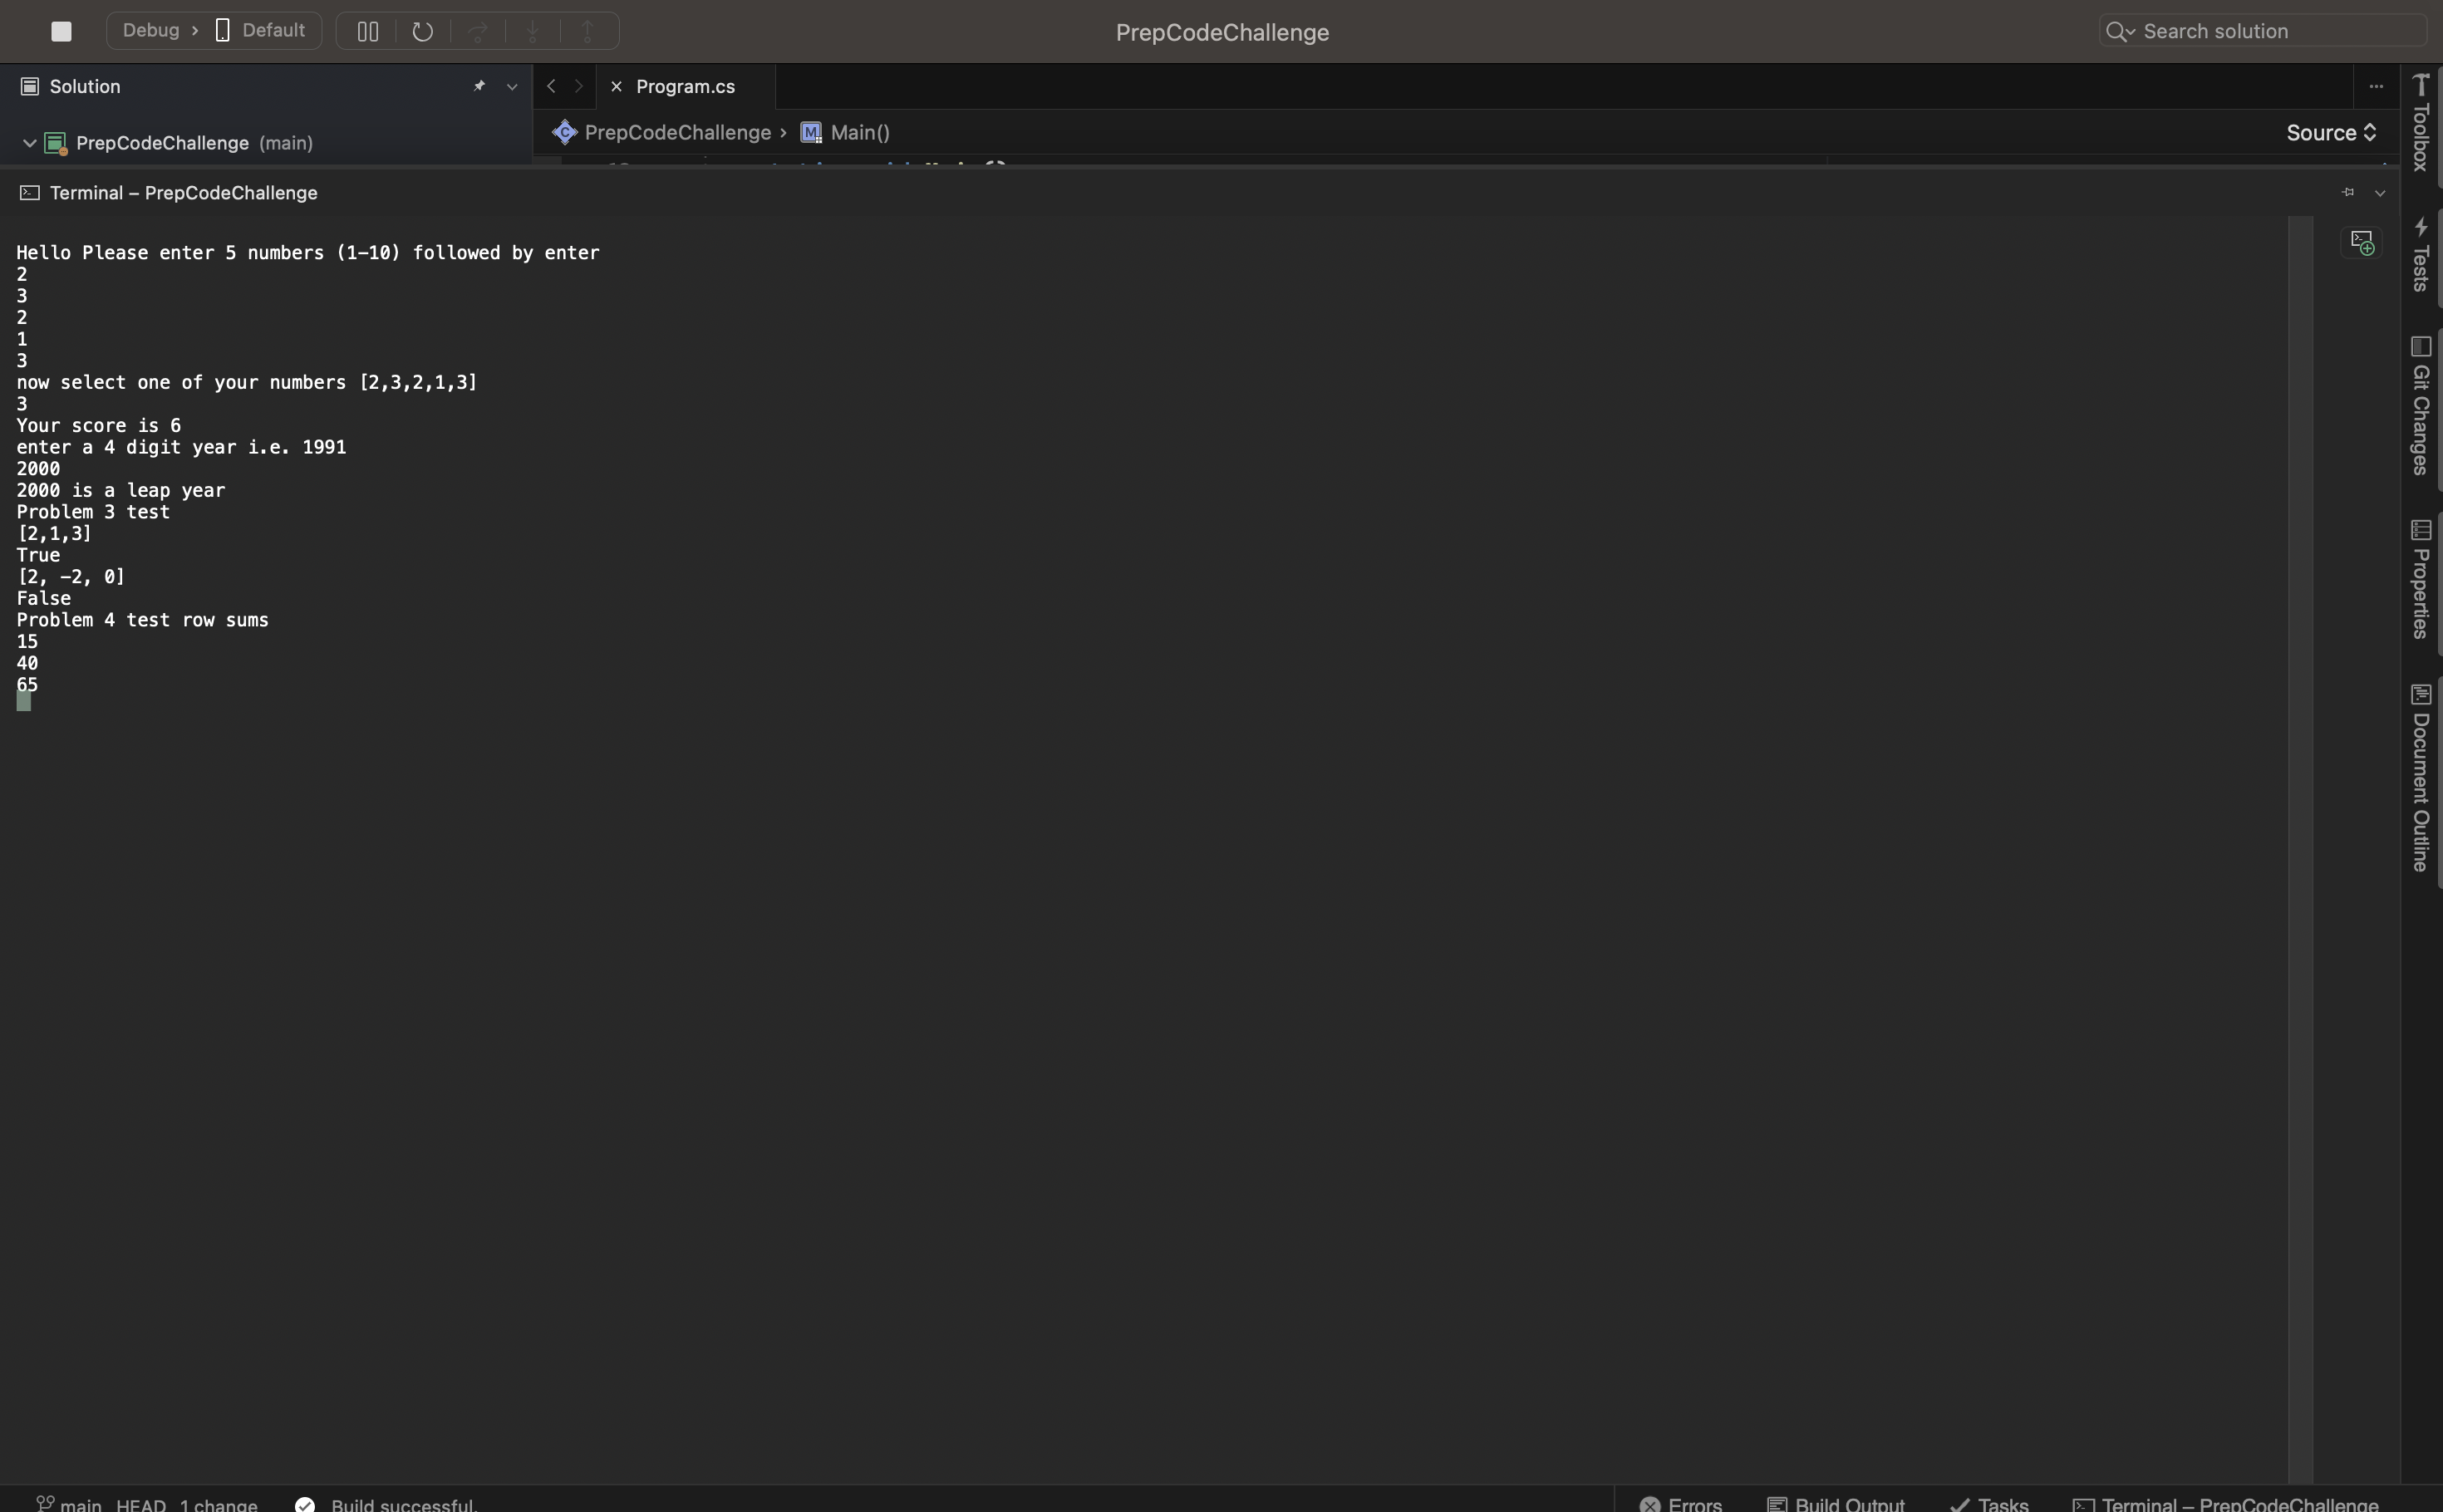 Debug > Default
PrepCodeChallenge
Search solution
Solution
Program.cs
PrepCodeChallenge (main)
PrepCodeChallenge > M Main()
Source
Terminal – PrepCodeChallenge
Hello Please enter 5 numbers (1-10) followed by enter
2
3
2
1
3
now select one of your numbers [2,3,2,1,3]
3
Your score is 6
enter a 4 digit year i.e. 1991
2000
2000 is a leap year
Problem 3 test
[2,1,3]
True
[2, -2, 0]
False
Problem 4 test row sums
15
40
65
Toolbox
Tests
Git Changes
Properties
Document Outline
main HEAD 1 change
Build successful.
Errors
Build Output
Tasks
Terminal – PrepCodeChallenge